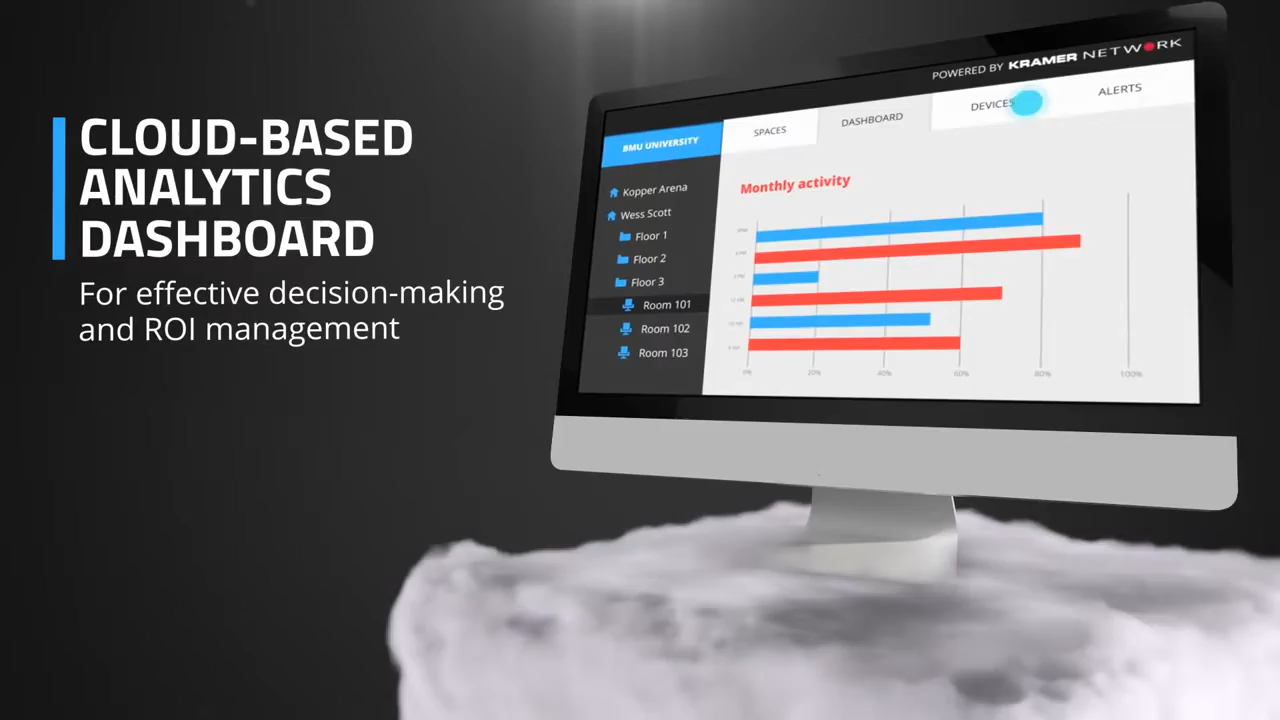 CLOUD-BASED
ANALYTICS
DASHBOARD
For effective decision-making
and ROI management
POWERED BY KRAMER NETWORK
BMU UNIVERSITY
SPACES
DASHBOARD
DEVICES
ALERTS
Kopper Arena
Wess Scott
Floor 1
Floor 2
Floor 3
Room 101
Room 102
Room 103
Monthly activity
0% 20% 40% 60% 80% 100%